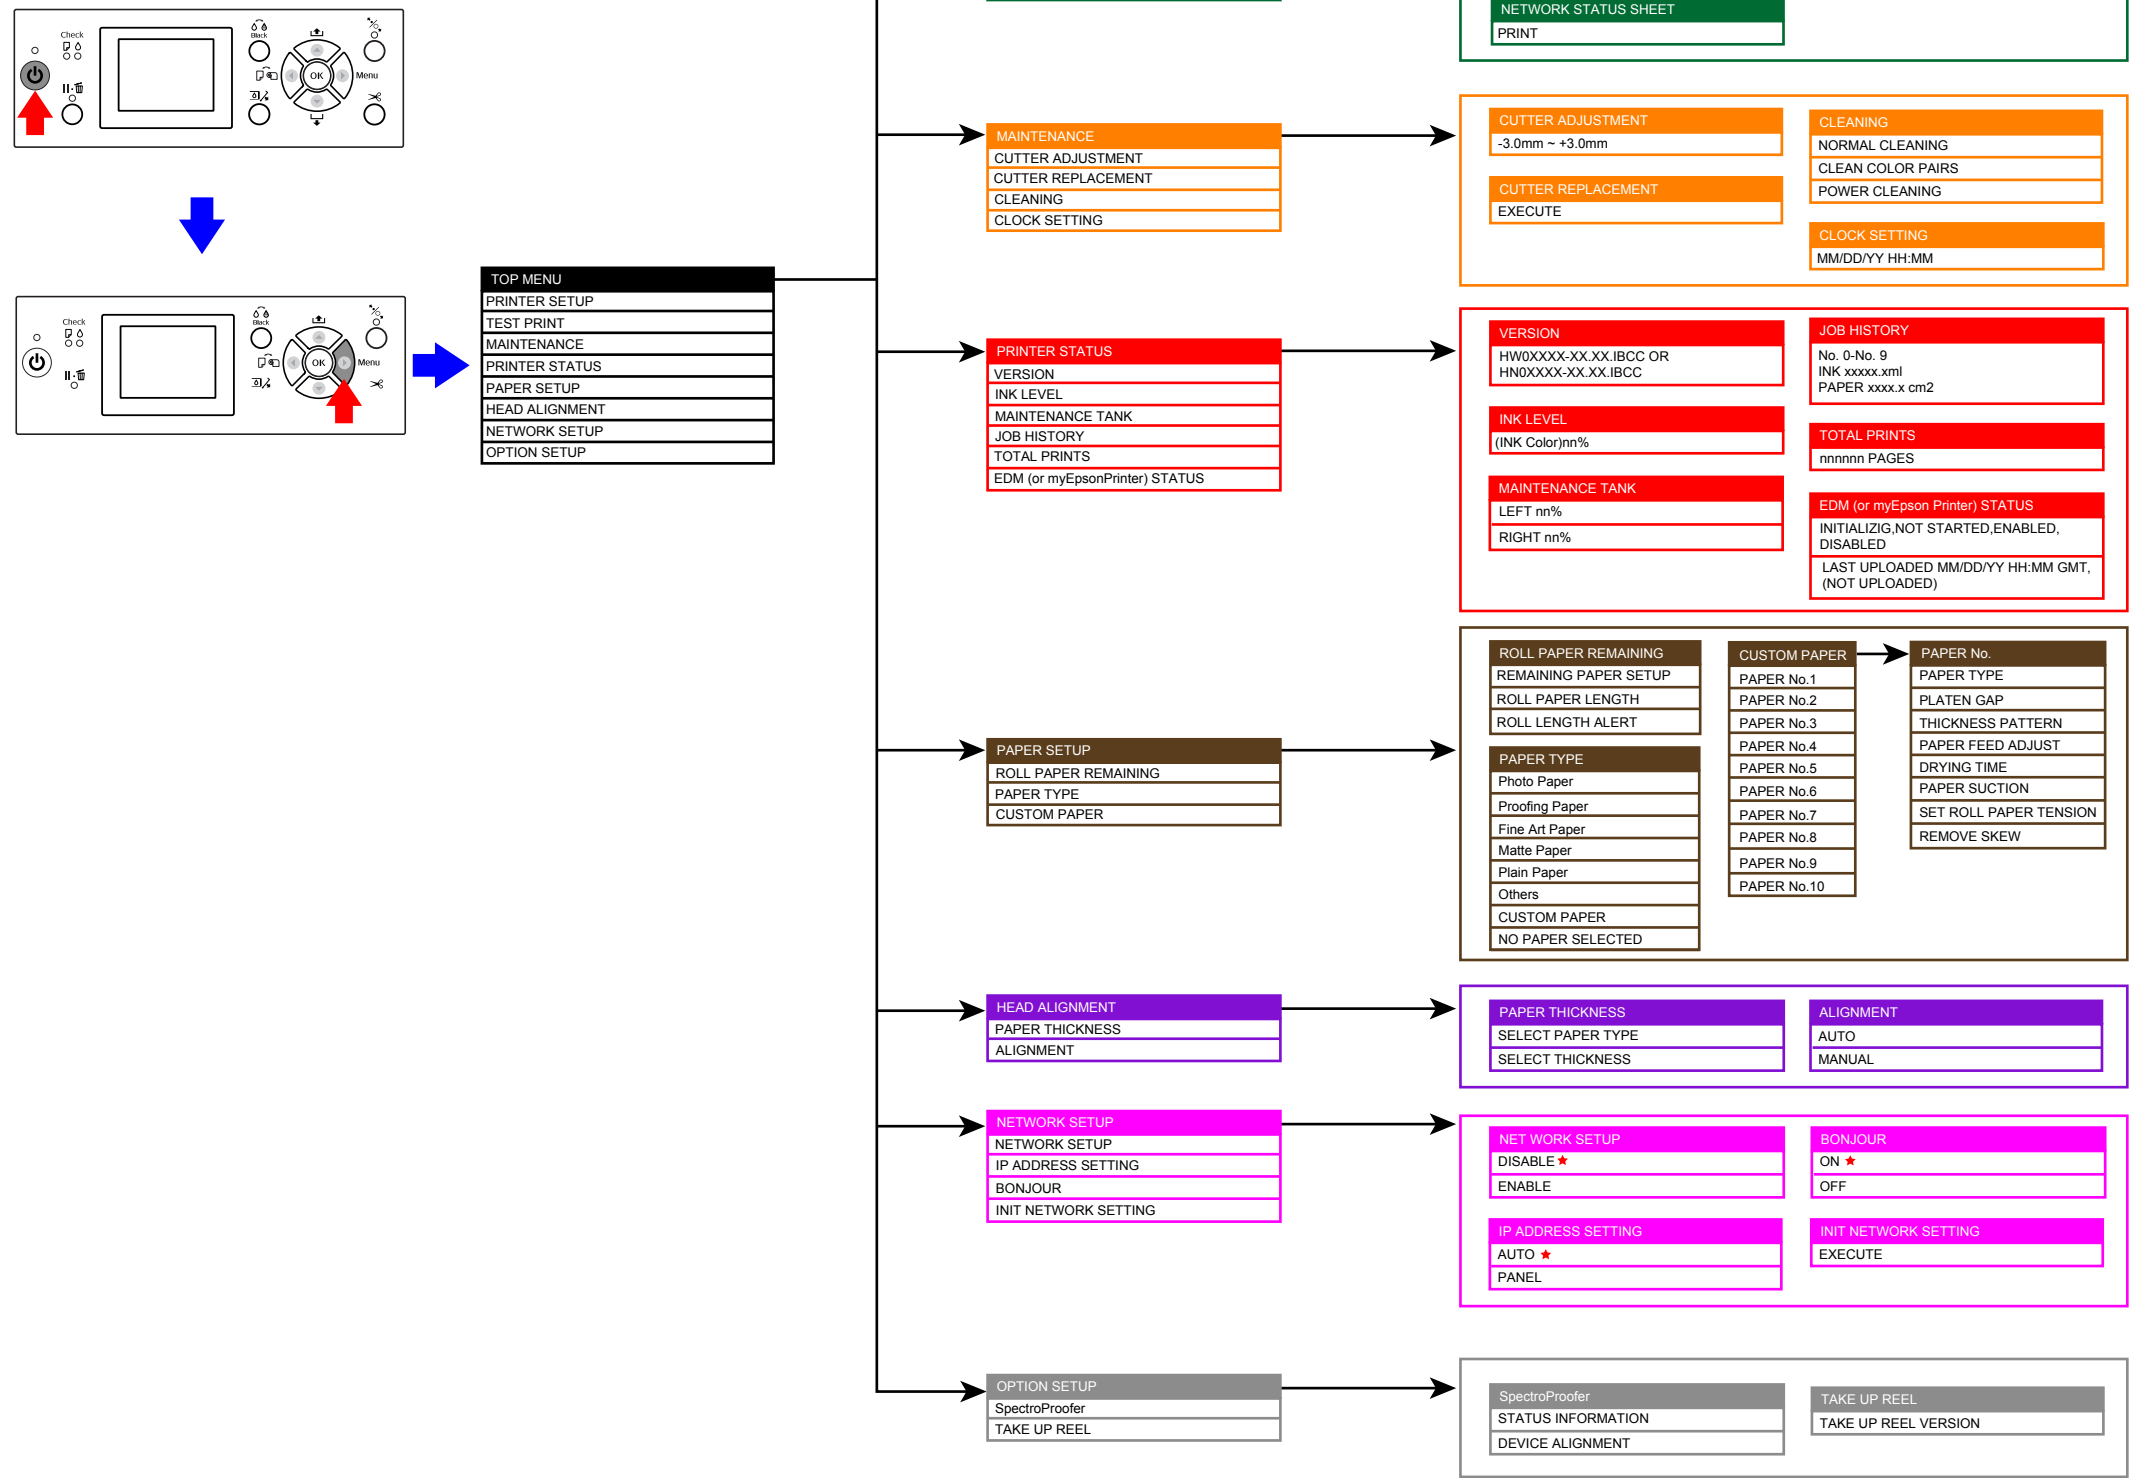 Check
Black
OK
Menu
Check
Black
OK
Menu
TOP MENU
PRINTER SETUP
TEST PRINT
MAINTENANCE
PRINTER STATUS
PAPER SETUP
HEAD ALIGNMENT
NETWORK SETUP
OPTION SETUP
NETWORK STATUS SHEET
PRINT
MAINTENANCE
CUTTER ADJUSTMENT
CUTTER REPLACEMENT
CLEANING
CLOCK SETTING
CUTTER ADJUSTMENT
-3.0mm ~ +3.0mm
CUTTER REPLACEMENT
EXECUTE
CLEANING
NORMAL CLEANING
CLEAN COLOR PAIRS
POWER CLEANING
CLOCK SETTING
MM/DD/YY HH:MM
PRINTER STATUS
VERSION
INK LEVEL
MAINTENANCE TANK
JOB HISTORY
TOTAL PRINTS
EDM (or myEpsonPrinter) STATUS
VERSION
HW0XXXX-XX.XX.IBCC OR
HN0XXXX-XX.XX.IBCC
INK LEVEL
(INK Color)nn%
MAINTENANCE TANK
LEFT nn%
RIGHT nn%
JOB HISTORY
No. 0-No. 9
INK xxxxx.xml
PAPER xxxx.x cm2
TOTAL PRINTS
nnnnnn PAGES
EDM (or myEpson Printer) STATUS
INITIALIZIG,NOT STARTED,ENABLED,
DISABLED
LAST UPLOADED MM/DD/YY HH:MM GMT,
(NOT UPLOADED)
PAPER SETUP
ROLL PAPER REMAINING
PAPER TYPE
CUSTOM PAPER
ROLL PAPER REMAINING
REMAINING PAPER SETUP
ROLL PAPER LENGTH
ROLL LENGTH ALERT
PAPER TYPE
Photo Paper
Proofing Paper
Fine Art Paper
Matte Paper
Plain Paper
Others
CUSTOM PAPER
NO PAPER SELECTED
CUSTOM PAPER
PAPER No.1
PAPER No.2
PAPER No.3
PAPER No.4
PAPER No.5
PAPER No.6
PAPER No.7
PAPER No.8
PAPER No.9
PAPER No.10
PAPER No.
PAPER TYPE
PLATEN GAP
THICKNESS PATTERN
PAPER FEED ADJUST
DRYING TIME
PAPER SUCTION
SET ROLL PAPER TENSION
REMOVE SKEW
HEAD ALIGNMENT
PAPER THICKNESS
ALIGNMENT
PAPER THICKNESS
SELECT PAPER TYPE
SELECT THICKNESS
ALIGNMENT
AUTO
MANUAL
NETWORK SETUP
NETWORK SETUP
IP ADDRESS SETTING
BONJOUR
INIT NETWORK SETTING
NET WORK SETUP
DISABLE★
ENABLE
BONJOUR
ON ★
OFF
IP ADDRESS SETTING
AUTO ★
PANEL
INIT NETWORK SETTING
EXECUTE
OPTION SETUP
SpectroProofer
TAKE UP REEL
SpectroProofer
STATUS INFORMATION
DEVICE ALIGNMENT
TAKE UP REEL
TAKE UP REEL VERSION